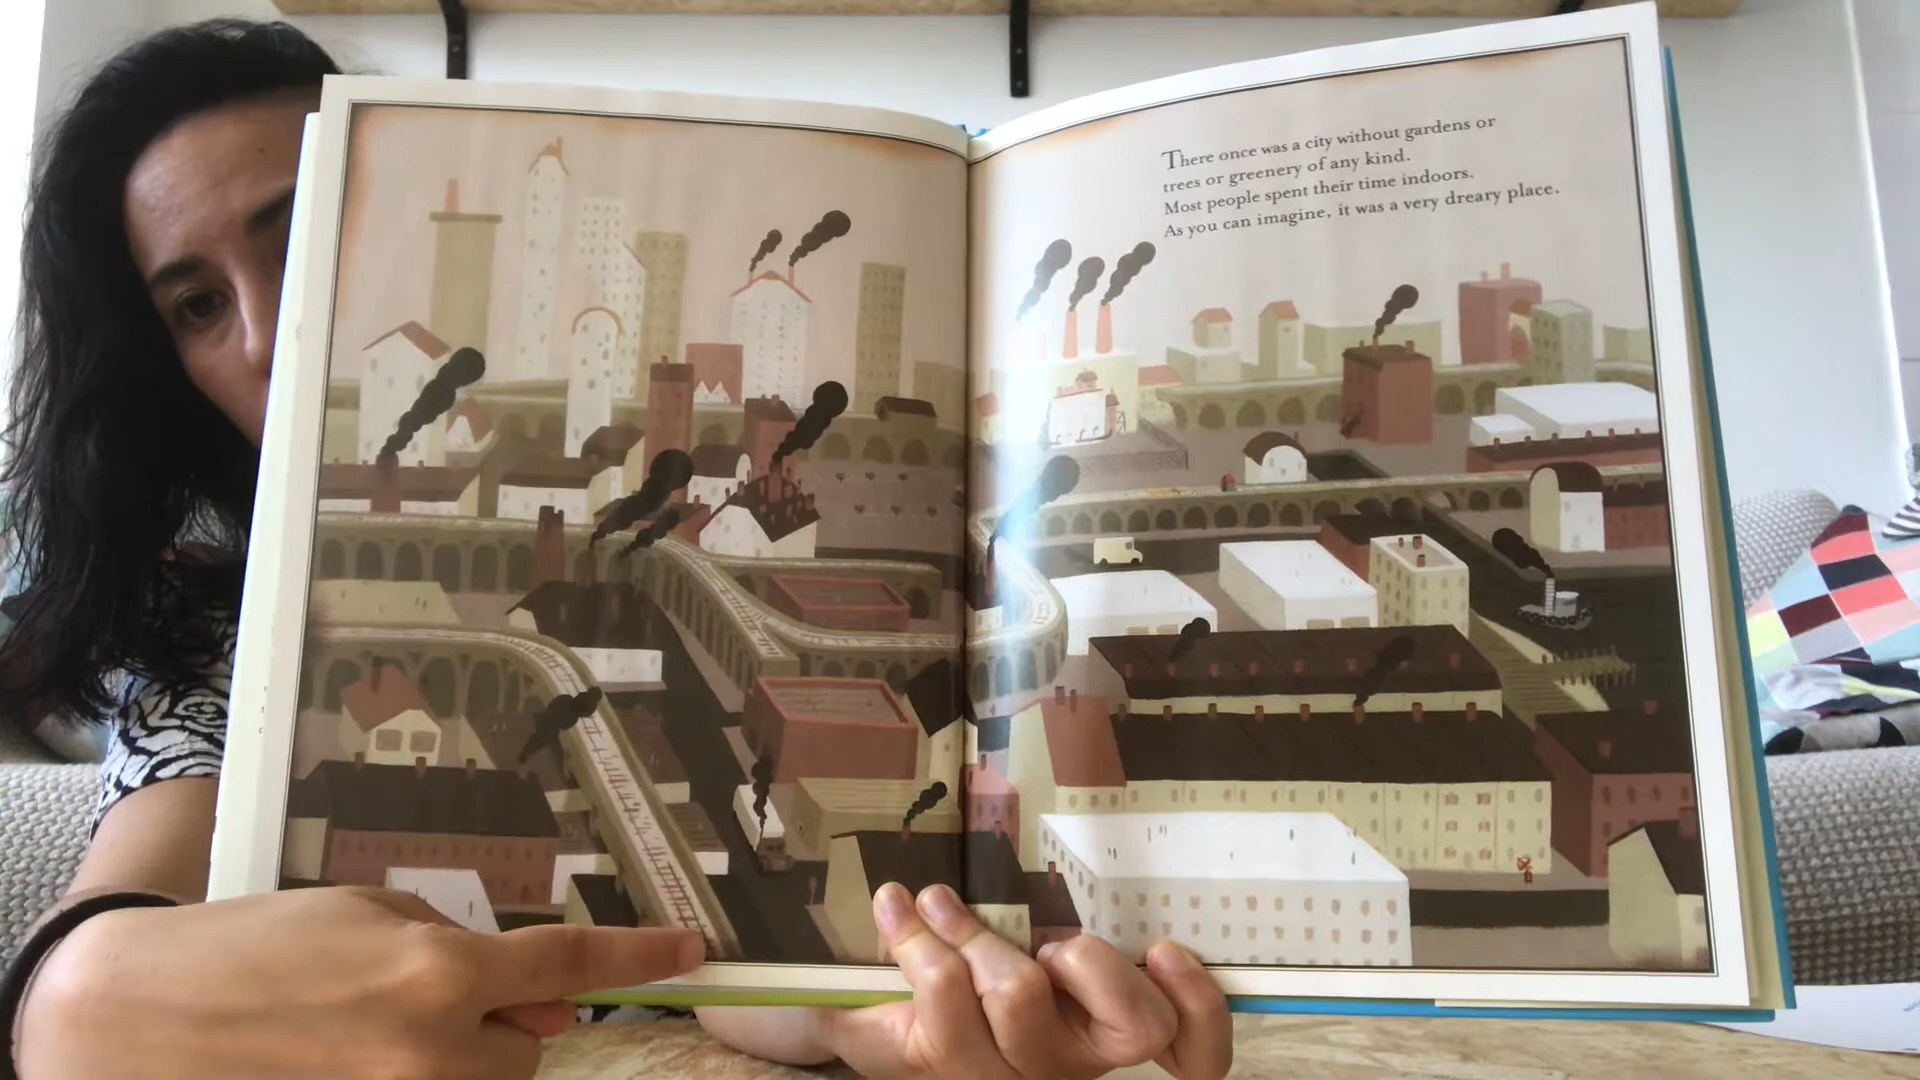 There once was a city without gardens or
trees or greenery of any kind.
Most people spent their time indoors.
As you can imagine, it was a very dreary place.